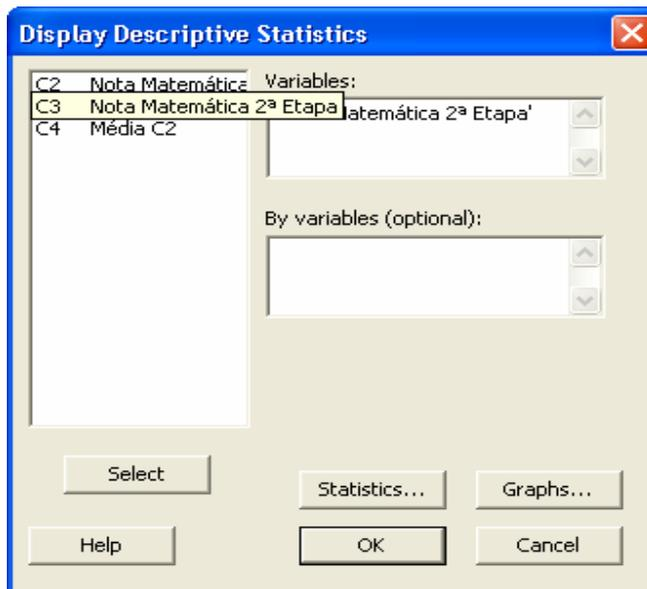 Display Descriptive Statistics
C2 Nota Matemática
C3 Nota Matemática 2ª Etapa
C4 Média C2
Variables:
atemática 2ª Etapa'
By variables (optional):
Select
Statistics...
Graphs...
Help
OK
Cancel